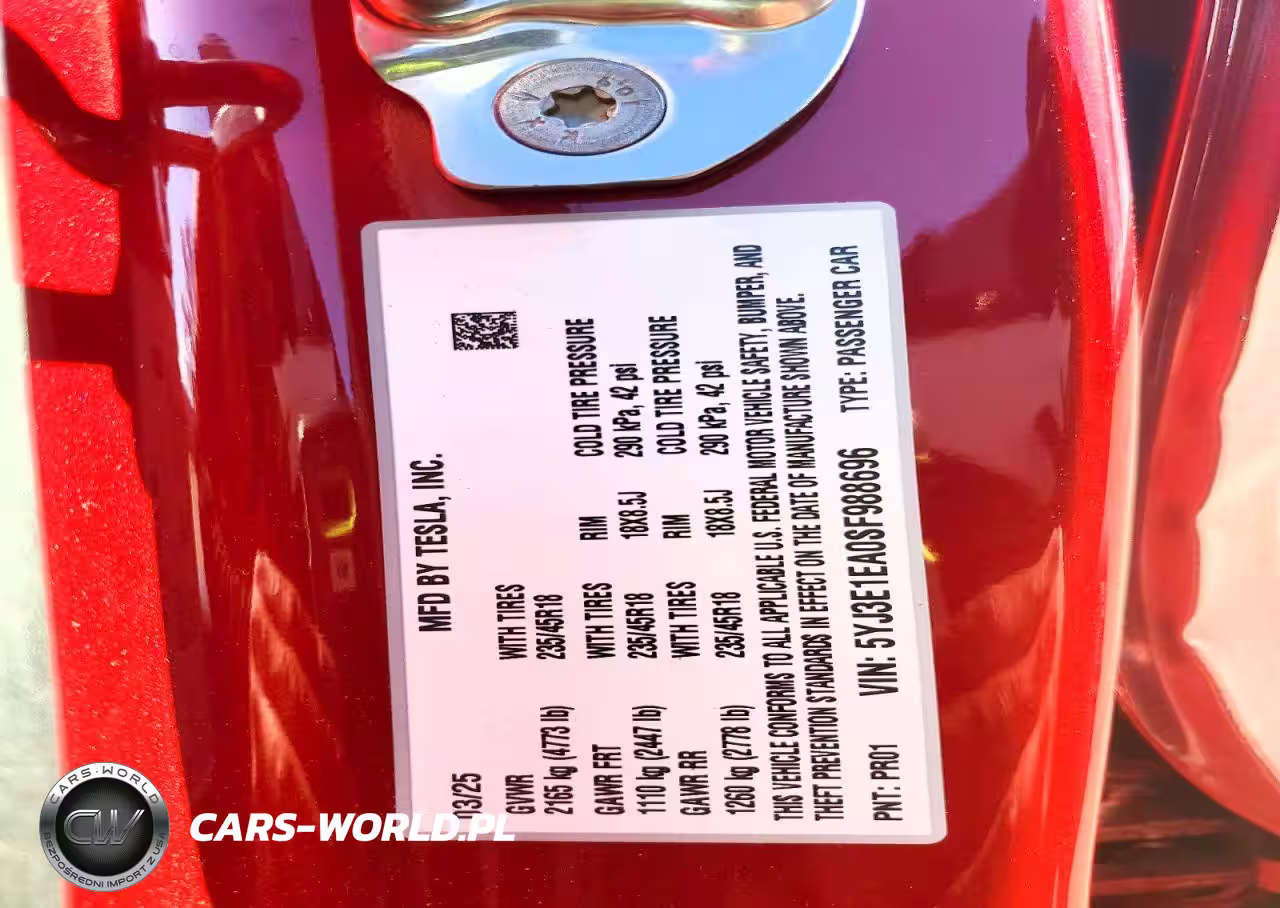 MFD BY TESLA, INC.
GVWR WITH TIRES
2165 kg (4773 lb) 235/45R18
GAWR FRT WITH TIRES RIM COLD TIRE PRESSURE
1110 kg (2447 lb) 235/45R18 18X8.5J 290 kPa, 42 psi
GAWR RR WITH TIRES RIM COLD TIRE PRESSURE
1260 kg (2778 lb) 235/45R18 18X8.5J 290 kPa, 42 psi
THIS VEHICLE CONFORMS TO ALL APPLICABLE U.S. FEDERAL MOTOR VEHICLE SAFETY, BUMPER, AND
THEFT PREVENTION STANDARDS IN EFFECT ON THE DATE OF MANUFACTURE SHOWN ABOVE.
PNT: PR01 VIN: 5YJ3E1EA0SF988696 TYPE: PASSENGER CAR
CARS-WORLD
CW
BEZPOŚREDNI IMPORT Z USA
CARS-WORLD.PL